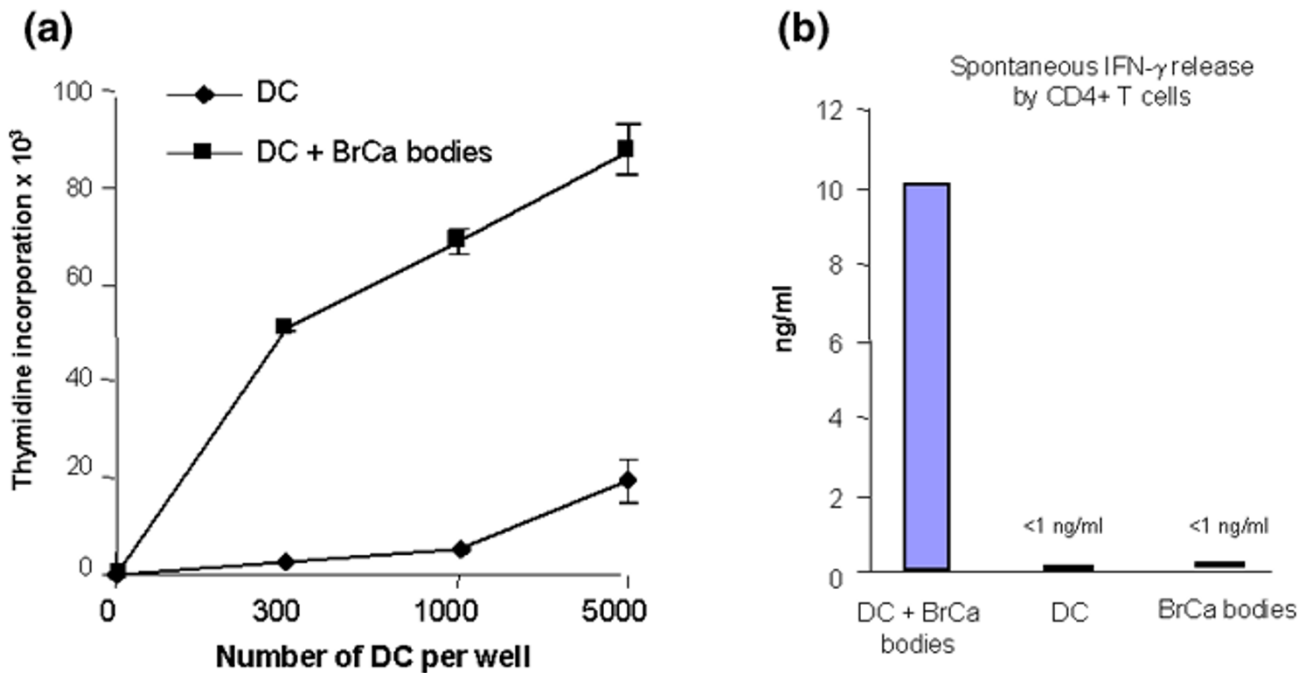 (a)
DC
DC + BrCa bodies
Thymidine incorporation x 10³
100
80
60
40
20
0
0 300 1000 5000
Number of DC per well
(b)
Spontaneous IFN-γ release
by CD4+ T cells
ng/ml
12
10
8
6
4
2
0
<1 ng/ml <1 ng/ml
DC + BrCa
bodies
DC
BrCa bodies